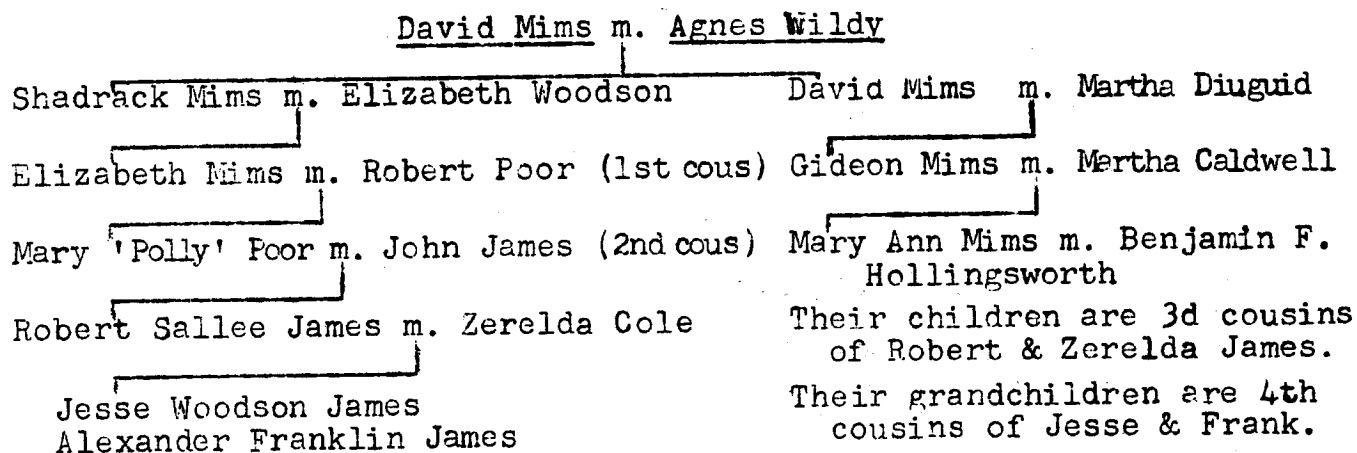 David Mims m. Agnes Wildy
Shadrack Mims m. Elizabeth Woodson David Mims m. Martha Diuguid
Elizabeth Mims m. Robert Poor (1st cous) Gideon Mims m. Martha Caldwell
Mary 'Polly' Poor m. John James (2nd cous) Mary Ann Mims m. Benjamin F.
Hollingsworth
Robert Sallee James m. Zerelda Cole Their children are 3d cousins
of Robert & Zerelda James.
Jesse Woodson James Their grandchildren are 4th
Alexander Franklin James cousins of Jesse & Frank.